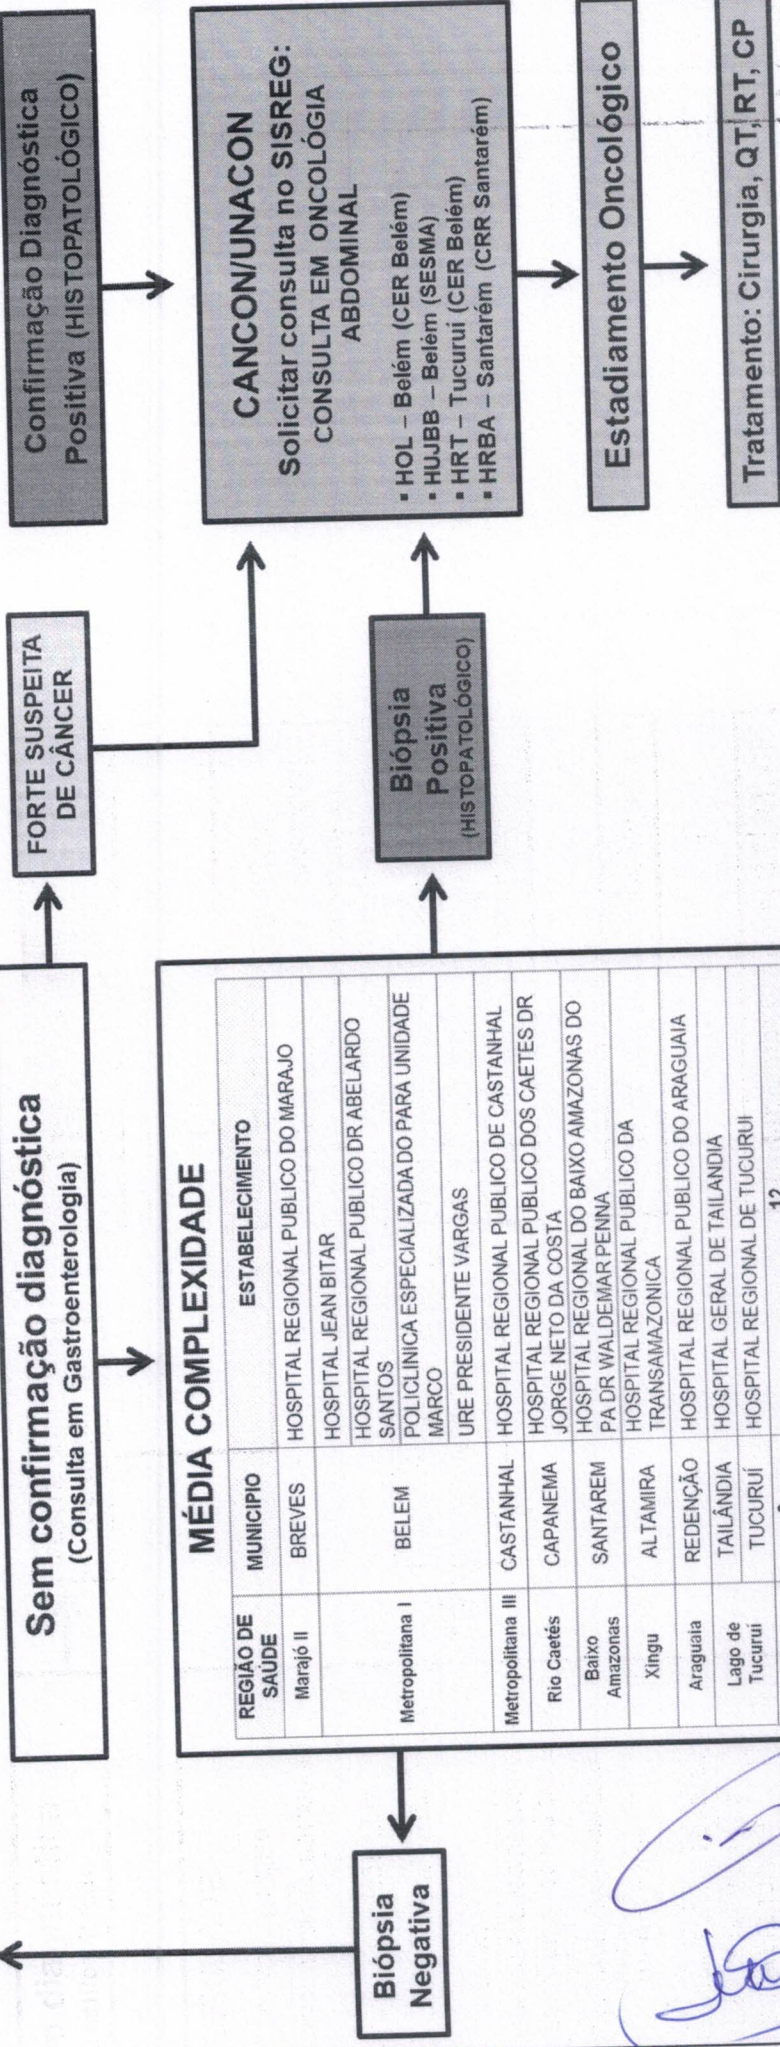 Sem confirmação diagnóstica
(Consulta em Gastroenterologia)
FORTE SUSPEITA
DE CÂNCER
Confirmação Diagnóstica
Positiva (HISTOPATOLÓGICO)
MÉDIA COMPLEXIDADE
REGIÃO DE
SAÚDE
MUNICIPIO
ESTABELECIMENTO
Marajó II
BREVES
HOSPITAL REGIONAL PUBLICO DO MARAJO
Metropolitana I
BELEM
HOSPITAL JEAN BITAR
HOSPITAL REGIONAL PUBLICO DR ABELARDO
SANTOS
POLICLINICA ESPECIALIZADA DO PARA UNIDADE
MARCO
URE PRESIDENTE VARGAS
Metropolitana III
CASTANHAL
HOSPITAL REGIONAL PUBLICO DE CASTANHAL
Rio Caetés
CAPANEMA
HOSPITAL REGIONAL PUBLICO DOS CAETES DR
JORGE NETO DA COSTA
Baixo
Amazonas
SANTAREM
HOSPITAL REGIONAL DO BAIXO AMAZONAS DO
PA DR WALDEMAR PENNA
Xingu
ALTAMIRA
HOSPITAL REGIONAL PUBLICO DA
TRANSAMAZONICA
Araguaia
REDENÇÃO
HOSPITAL REGIONAL PUBLICO DO ARAGUAIA
Lago de
Tucurui
TAILÂNDIA
HOSPITAL GERAL DE TAILANDIA
TUCURUÍ
HOSPITAL REGIONAL DE TUCURUI
12
Biópsia
Negativa
Biópsia
Positiva
(HISTOPATOLÓGICO)
CANCON/UNACON
Solicitar consulta no SISREG:
CONSULTA EM ONCOLÓGIA
ABDOMINAL
▪ HOL – Belém (CER Belém)
▪ HUJBB – Belém (SESMA)
▪ HRT – Tucuruí (CER Belém)
▪ HRBA – Santarém (CRR Santarém)
Estadiamento Oncológico
Tratamento: Cirurgia, QT, RT, CP